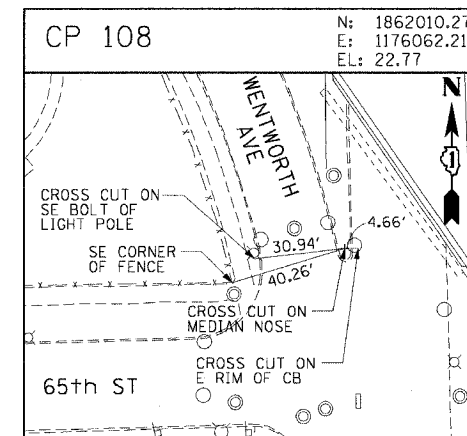 CP 108
N: 1862010.27
E: 1176062.21
EL: 22.77
N
1
WENTWORTH
AVE
CROSS CUT ON
SE BOLT OF
LIGHT POLE
4.66'
30.94'
SE CORNER
OF FENCE
40.26'
CROSS CUT ON
MEDIAN NOSE
CROSS CUT ON
E RIM OF CB
65th ST